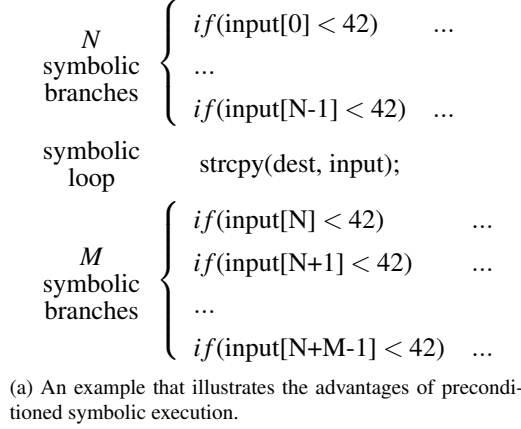 N symbolic branches { if(input[0] < 42) ...
...
if(input[N-1] < 42) ...
symbolic loop strcpy(dest, input);
M symbolic branches { if(input[N] < 42) ...
if(input[N+1] < 42) ...
...
if(input[N+M-1] < 42) ...
(a) An example that illustrates the advantages of precondi-
tioned symbolic execution.